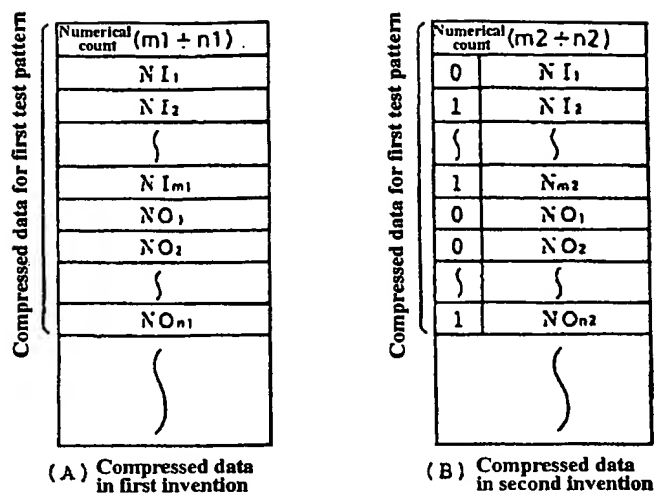 Compressed data for first test pattern
Numerical count (m1 ÷ n1)
NI₁
NI₂
NIm₁
NO₁
NO₂
NOn₁
(A) Compressed data
in first invention
Compressed data for first test pattern
Numerical count (m2 ÷ n2)
0 NI₁
1 NI₂
1 Nm₂
0 NO₁
0 NO₂
1 NOn₂
(B) Compressed data
in second invention